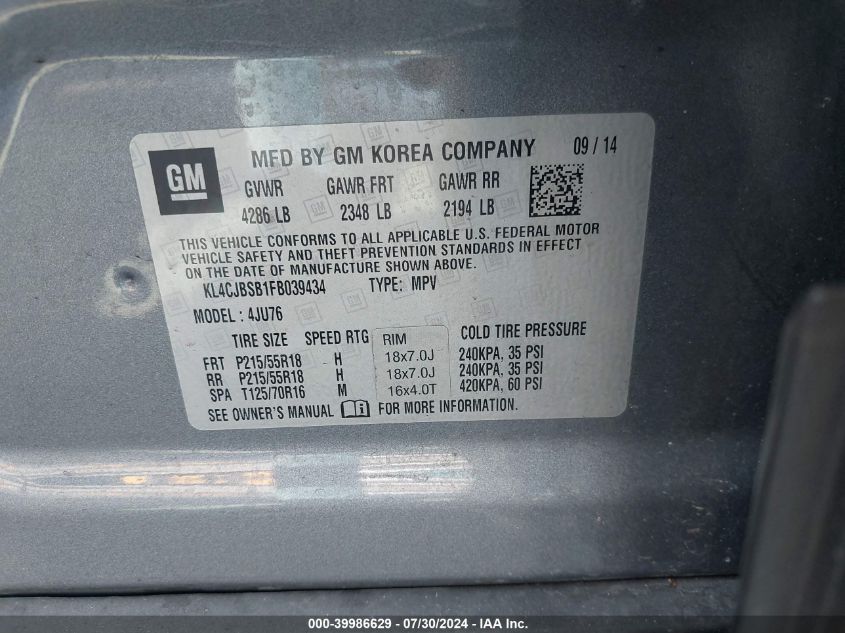 GM
MFD BY GM KOREA COMPANY 09 / 14
GVWR GAWR FRT GAWR RR
4286 LB 2348 LB 2194 LB
THIS VEHICLE CONFORMS TO ALL APPLICABLE U.S. FEDERAL MOTOR
VEHICLE SAFETY AND THEFT PREVENTION STANDARDS IN EFFECT
ON THE DATE OF MANUFACTURE SHOWN ABOVE.
KL4CJBSB1FB039434 TYPE: MPV
MODEL : 4JU76
TIRE SIZE SPEED RTG RIM COLD TIRE PRESSURE
FRT P215/55R18 H 18x7.0J 240KPA, 35 PSI
RR P215/55R18 H 18x7.0J 240KPA, 35 PSI
SPA T125/70R16 M 16x4.0T 420KPA, 60 PSI
SEE OWNER'S MANUAL FOR MORE INFORMATION.
000-39986629 - 07/30/2024 - IAAI Inc.